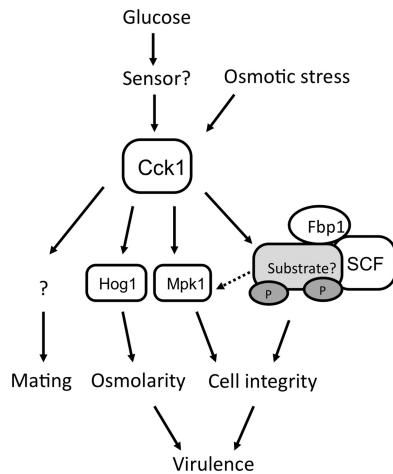 Glucose
Sensor?
Osmotic stress
Cck1
Fbp1
Substrate?
SCF
P
P
?
Hog1
Mpk1
Mating
Osmolarity
Cell integrity
Virulence